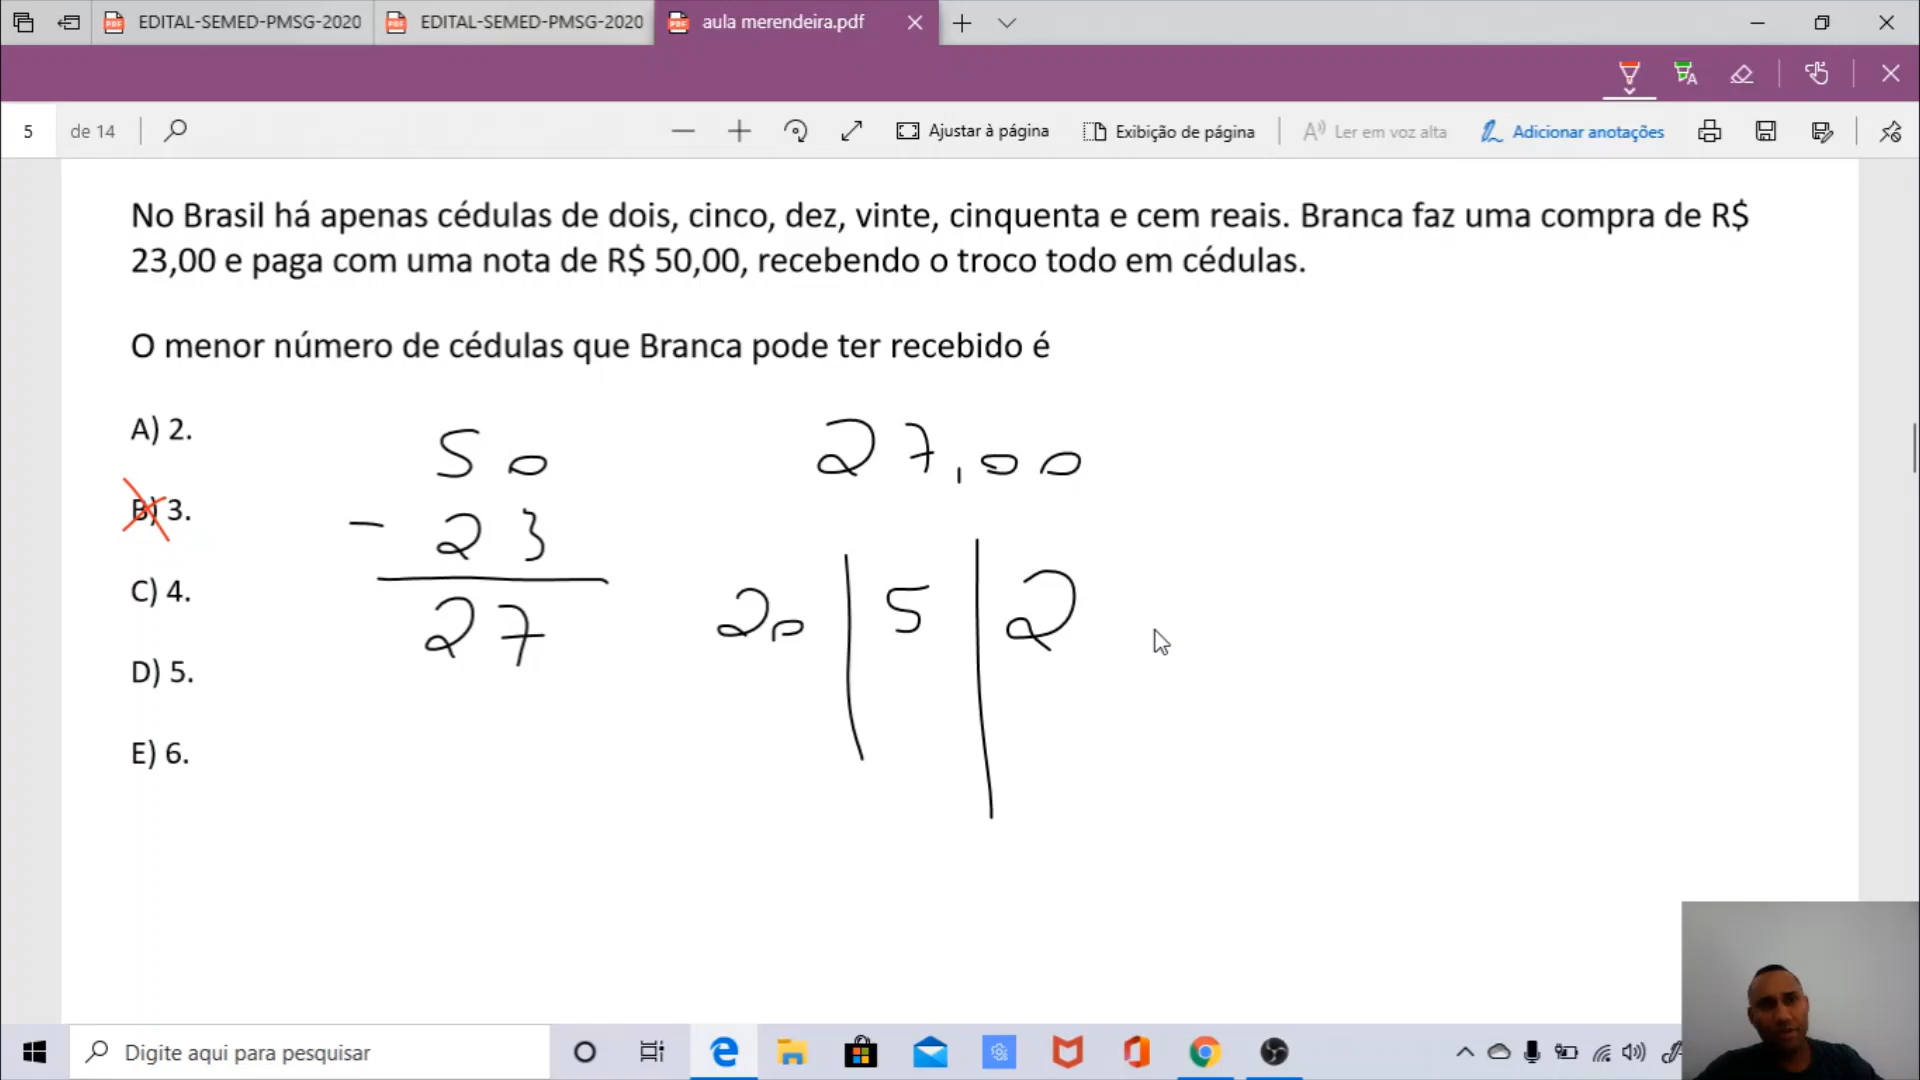 EDITAL-SEMED-PMSG-2020
EDITAL-SEMED-PMSG-2020
aula merendeira.pdf
5 de 14
Ajustar à página
Exibição de página
Ler em voz alta
Adicionar anotações
No Brasil há apenas cédulas de dois, cinco, dez, vinte, cinquenta e cem reais. Branca faz uma compra de R$
23,00 e paga com uma nota de R$ 50,00, recebendo o troco todo em cédulas.
O menor número de cédulas que Branca pode ter recebido é
A) 2.
B) 3.
C) 4.
D) 5.
E) 6.
50
- 23
27
27,00
20 | 5 | 2
Digite aqui para pesquisar